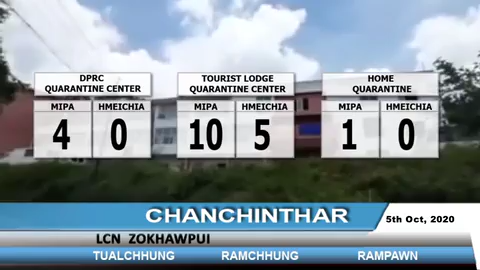 DPRC
QUARANTINE CENTER
MIPA HMEICHIA
4 0
TOURIST LODGE
QUARANTINE CENTER
MIPA HMEICHIA
10 5
HOME
QUARANTINE
MIPA HMEICHIA
1 0
CHANCHINTHAR
5th Oct, 2020
LCN ZOKHAWPUI
TUALCHHUNG RAMCHHUNG RAMPAWN